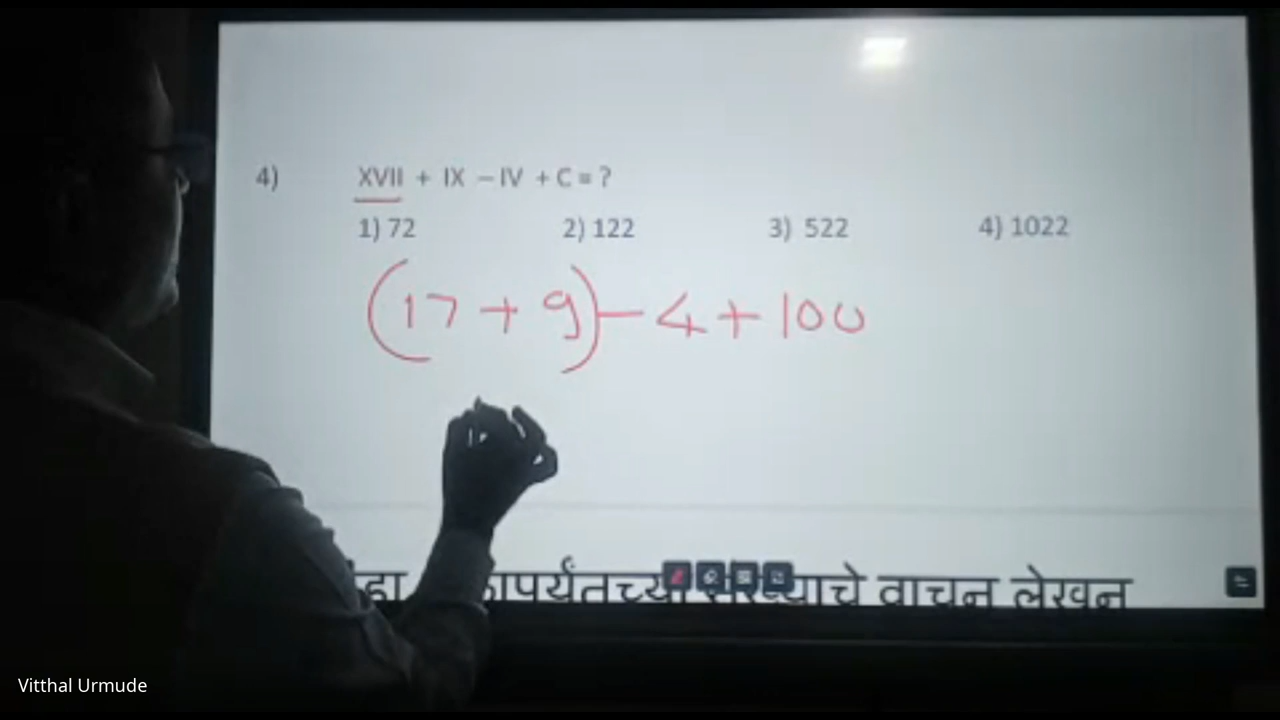 4) XVII + IX – IV + C = ?
1) 72 2) 122 3) 522 4) 1022
(17 + 9) – 4 + 100
वाचन लेखन
Vitthal Urmude